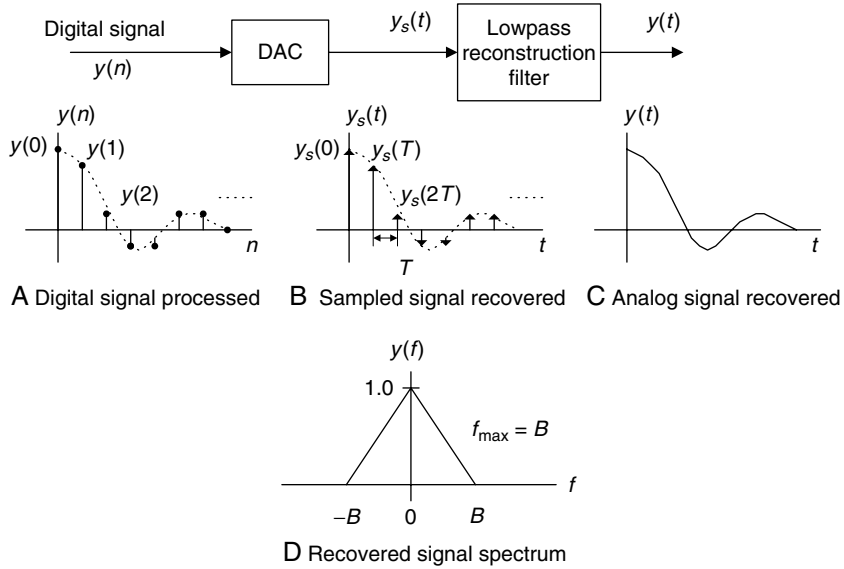 Digital signal
y(n)
DAC
y_s(t)
Lowpass
reconstruction
filter
y(t)
y(n)
y(0)
y(1)
y(2)
n
A Digital signal processed
y_s(t)
y_s(0)
y_s(T)
y_s(2T)
T
t
B Sampled signal recovered
y(t)
t
C Analog signal recovered
y(f)
1.0
f_max = B
f
−B
0
B
D Recovered signal spectrum